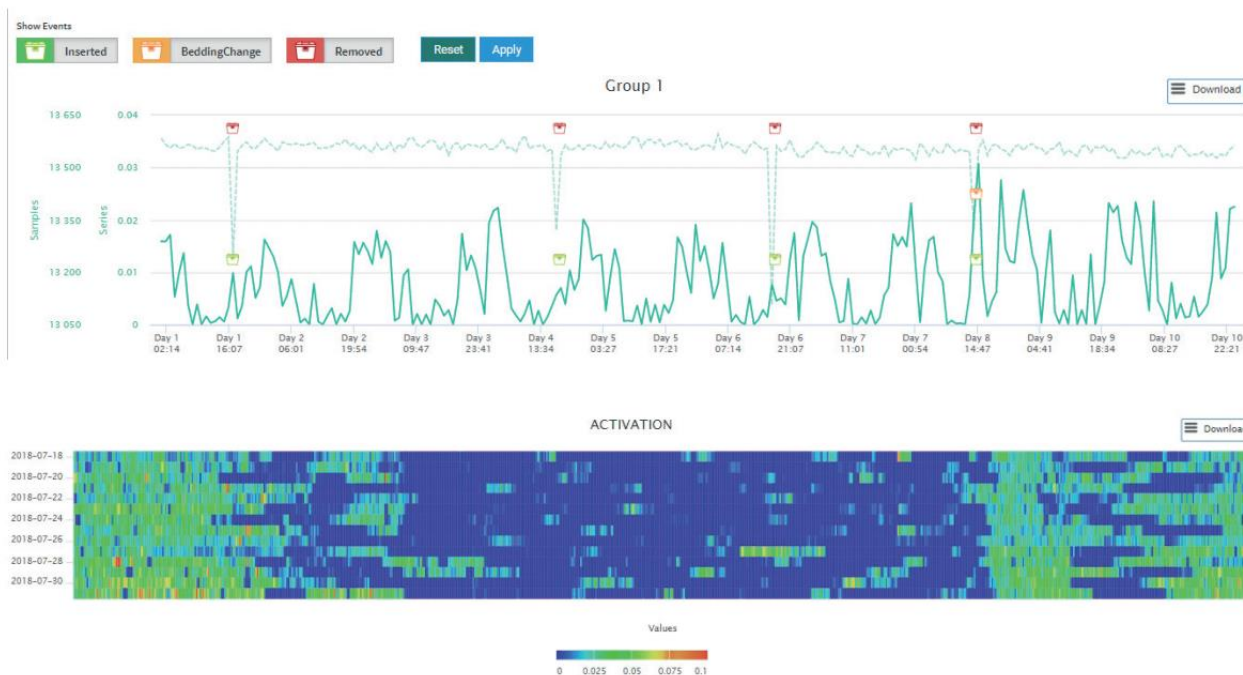 Show Events
Inserted BeddingChange Removed Reset Apply
Group 1
Download
13 650 0.04
13 500 0.03
13 350 0.02
13 200 0.01
13 050 0
Samples
Series
Day 1 Day 1 Day 2 Day 2 Day 3 Day 3 Day 4 Day 5 Day 5 Day 6 Day 6 Day 7 Day 7 Day 8 Day 9 Day 9 Day 10 Day 10
02:14 16:07 06:01 19:54 09:47 23:41 13:34 03:27 17:21 07:14 21:07 11:01 00:54 14:47 04:41 18:34 08:27 22:21
ACTIVATION
Downloa
2018-07-18
2018-07-20
2018-07-22
2018-07-24
2018-07-26
2018-07-28
2018-07-30
Values
0 0.025 0.05 0.075 0.1